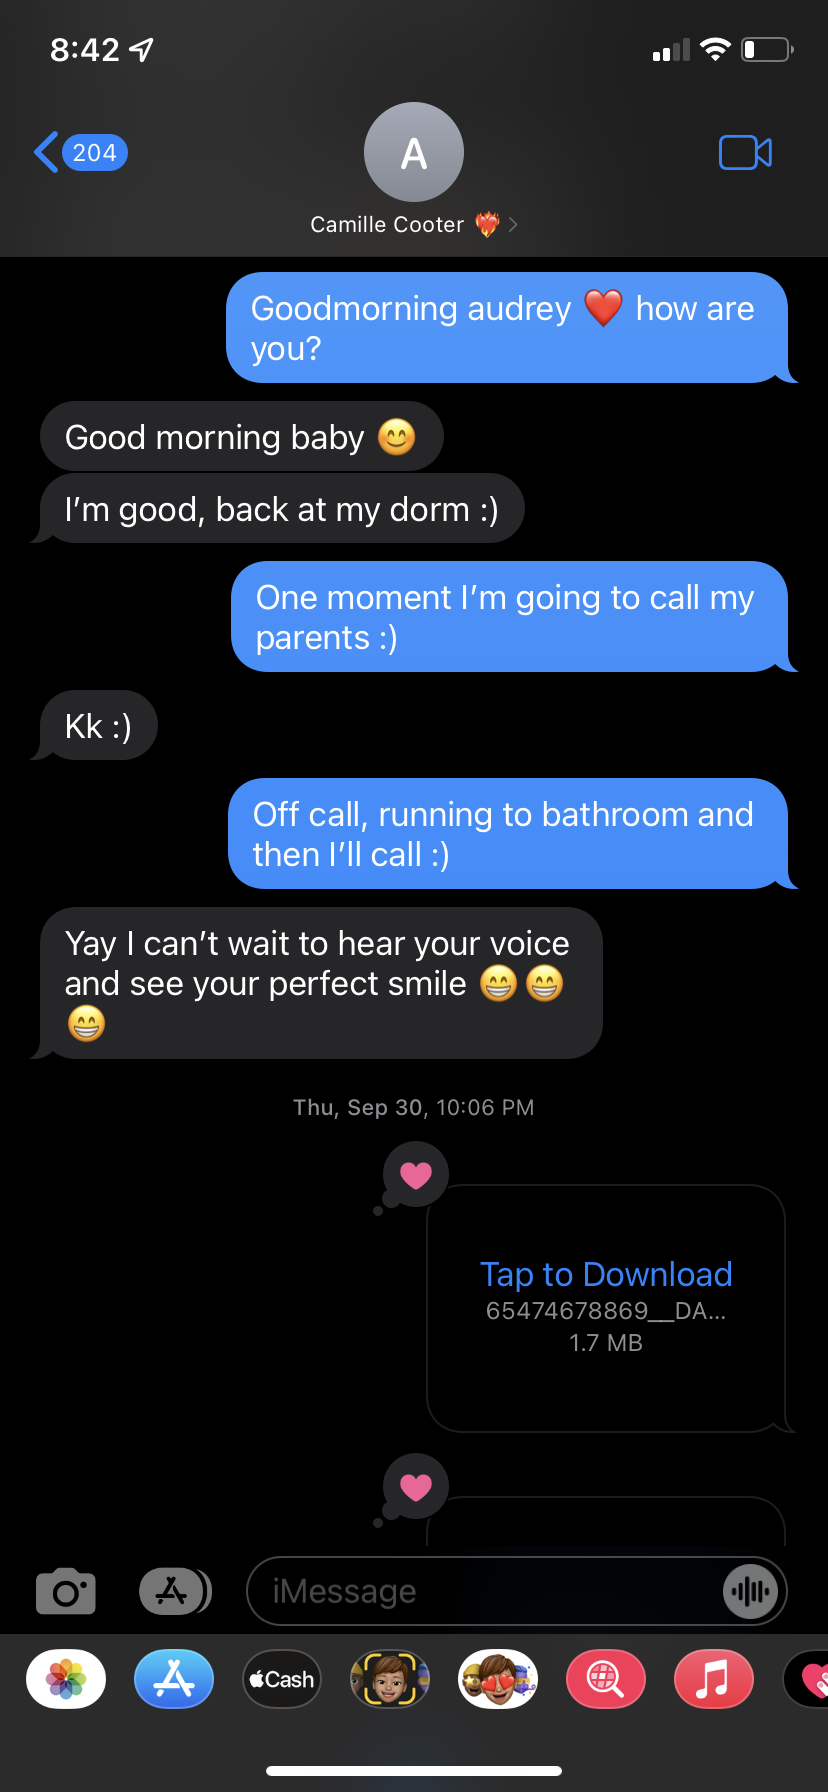 8:42
204
A
Camille Cooter ❤️‍🔥
Goodmorning audrey ❤️ how are
you?
Good morning baby 😊
I'm good, back at my dorm :)
One moment I'm going to call my
parents :)
Kk :)
Off call, running to bathroom and
then I'll call :)
Yay I can't wait to hear your voice
and see your perfect smile 😁😁
😁
Thu, Sep 30, 10:06 PM
Tap to Download
65474678869__DA...
1.7 MB
iMessage
Cash